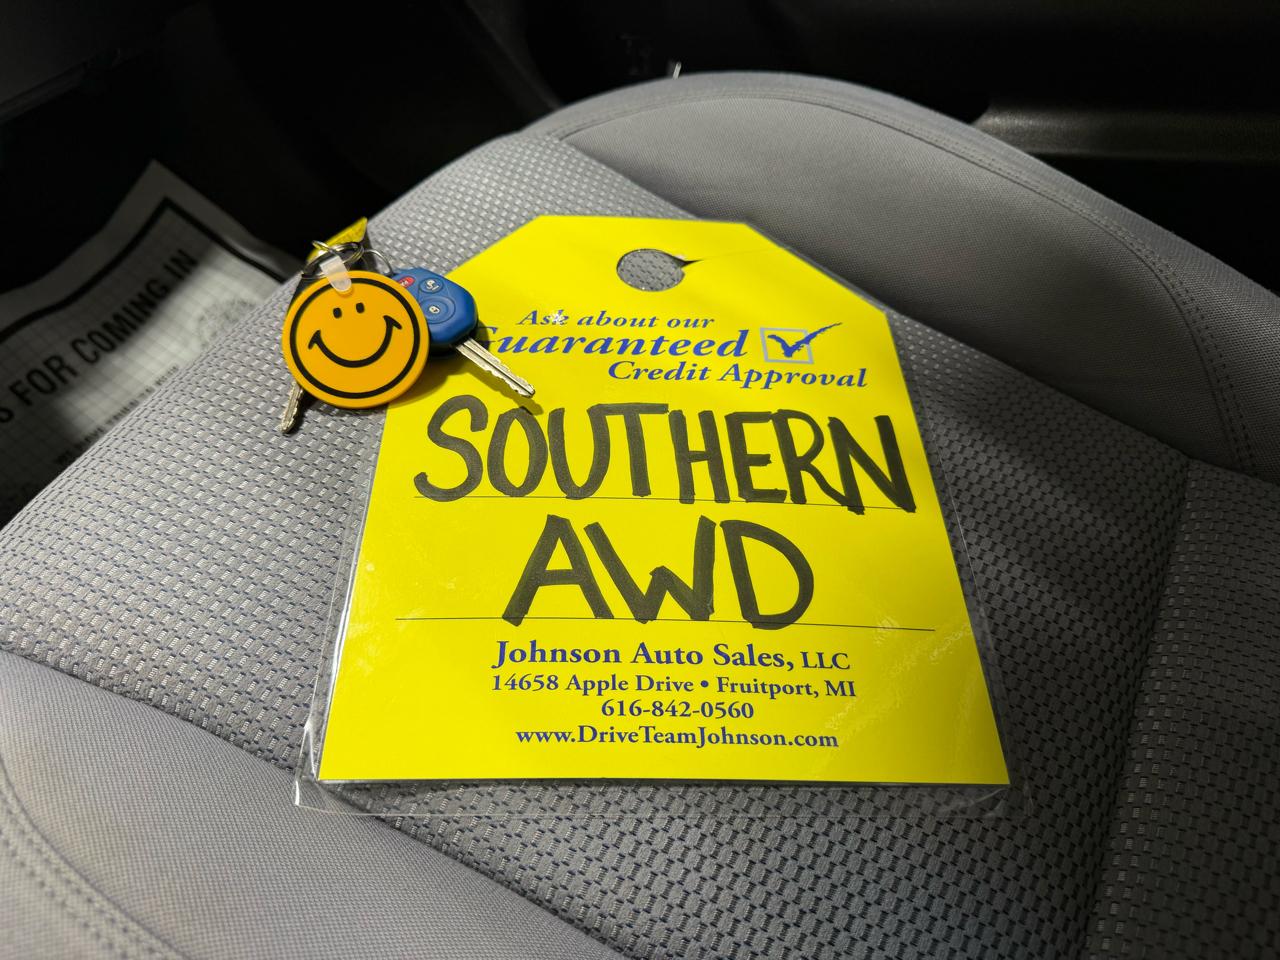 Ask about our
Guaranteed
Credit Approval
SOUTHERN
AWD
Johnson Auto Sales, LLC
14658 Apple Drive • Fruitport, MI
616-842-0560
www.DriveTeamJohnson.com
FOR COMING IN